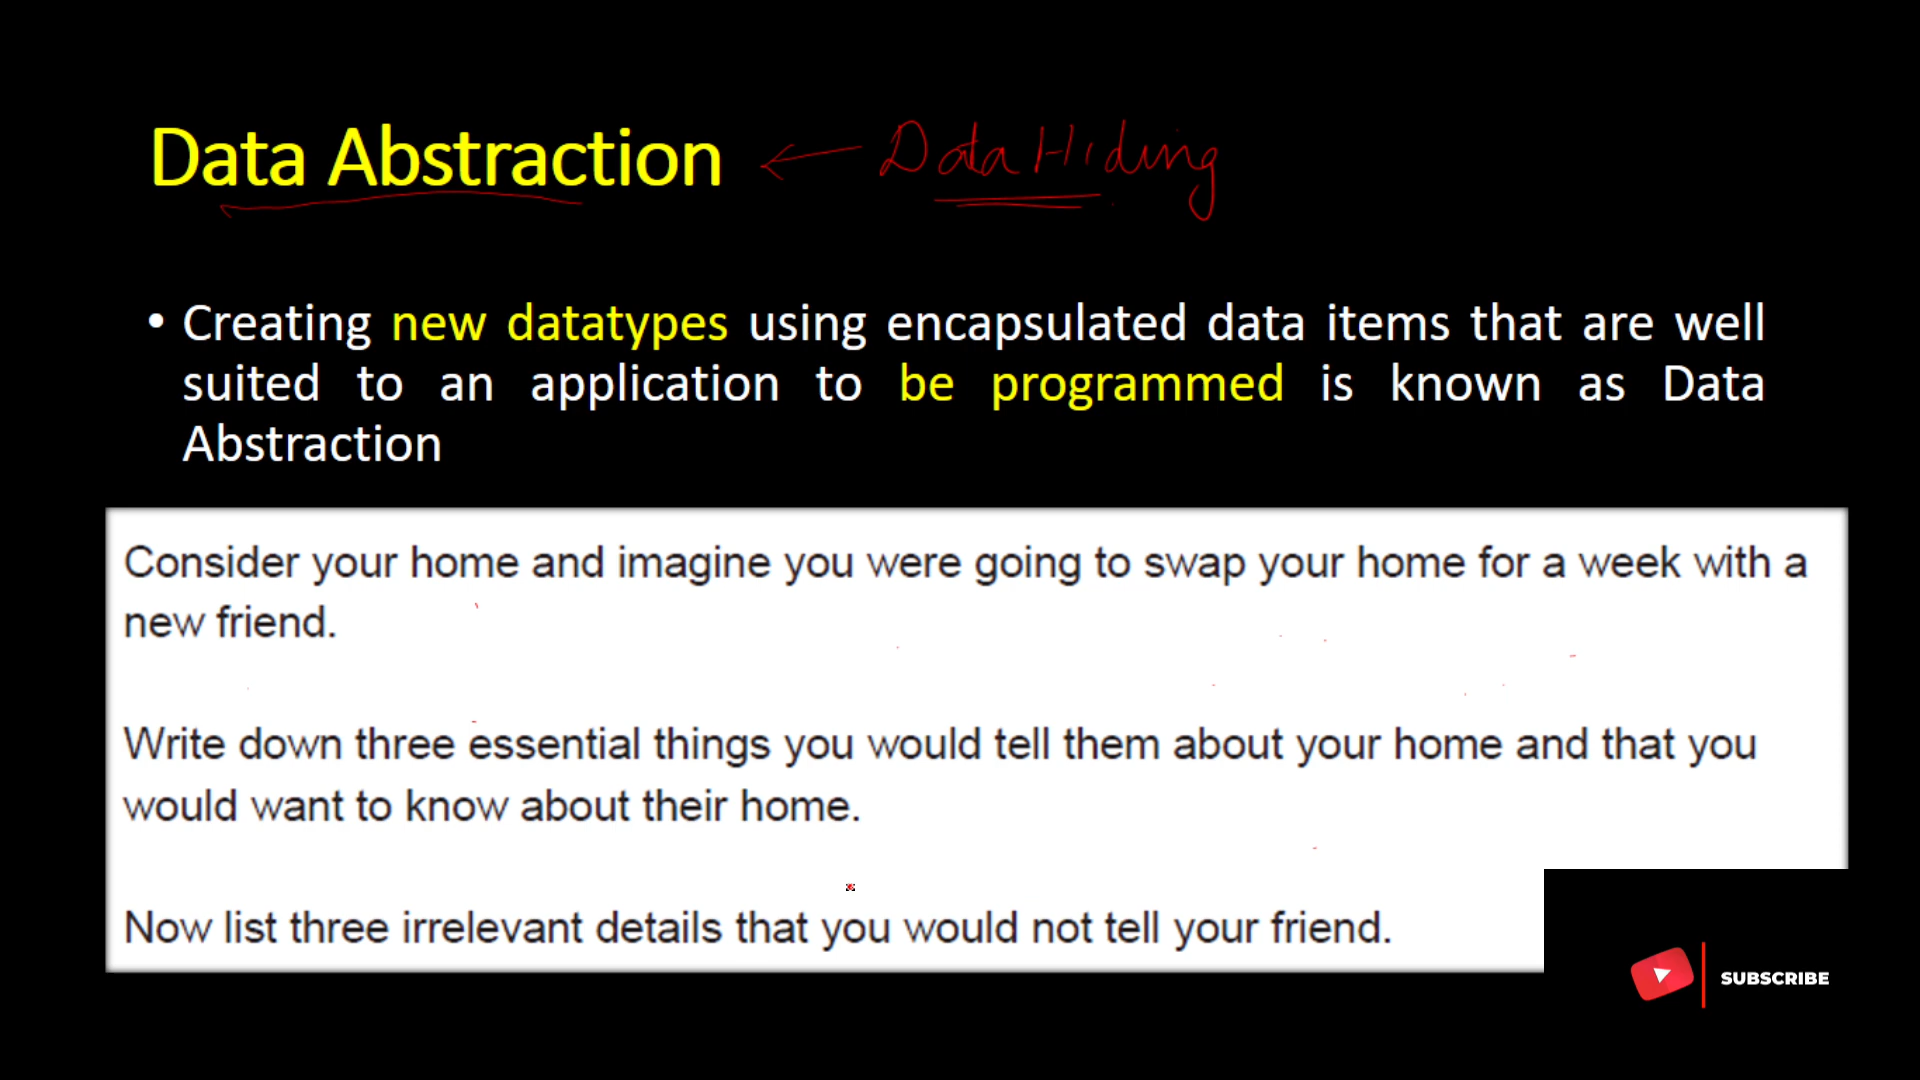 Data Abstraction ← Data Hiding
• Creating new datatypes using encapsulated data items that are well
suited to an application to be programmed is known as Data
Abstraction
Consider your home and imagine you were going to swap your home for a week with a
new friend.
Write down three essential things you would tell them about your home and that you
would want to know about their home.
Now list three irrelevant details that you would not tell your friend.
SUBSCRIBE